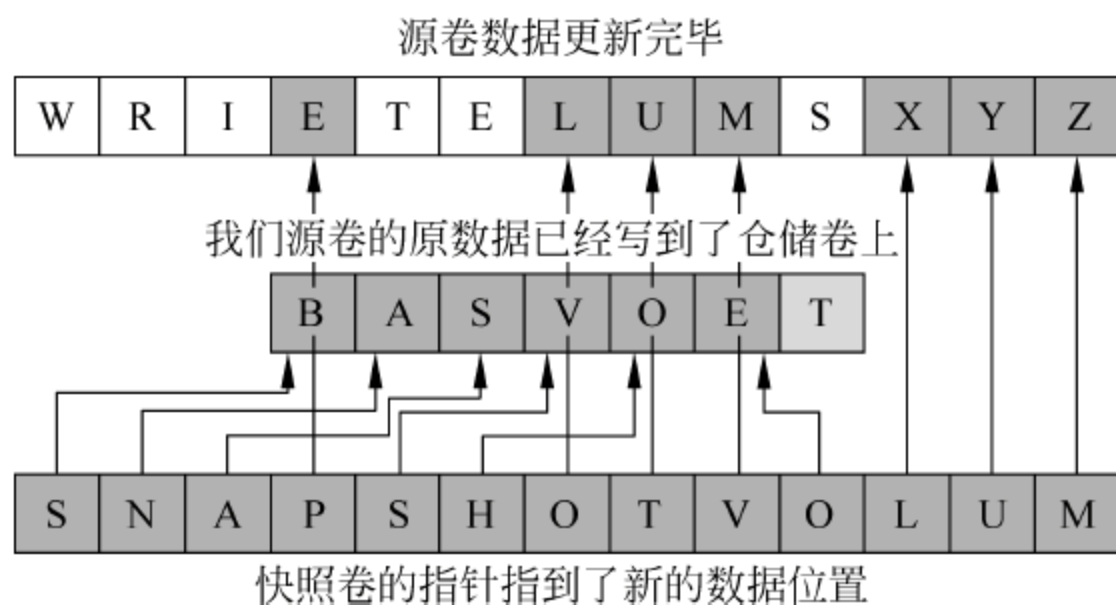 源卷数据更新完毕
W R I E T E L U M S X Y Z
我们源卷的原数据已经写到了仓储卷上
B A S V O E T
S N A P S H O T V O L U M
快照卷的指针指到了新的数据位置